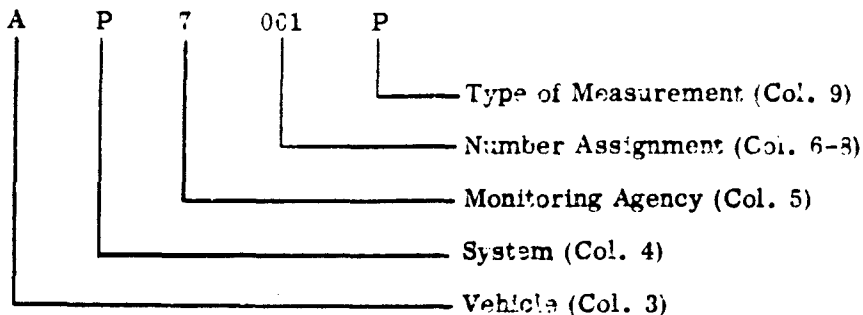 A P 7 001 P
Type of Measurement (Col. 9)
Number Assignment (Col. 6-8)
Monitoring Agency (Col. 5)
System (Col. 4)
Vehicle (Col. 3)